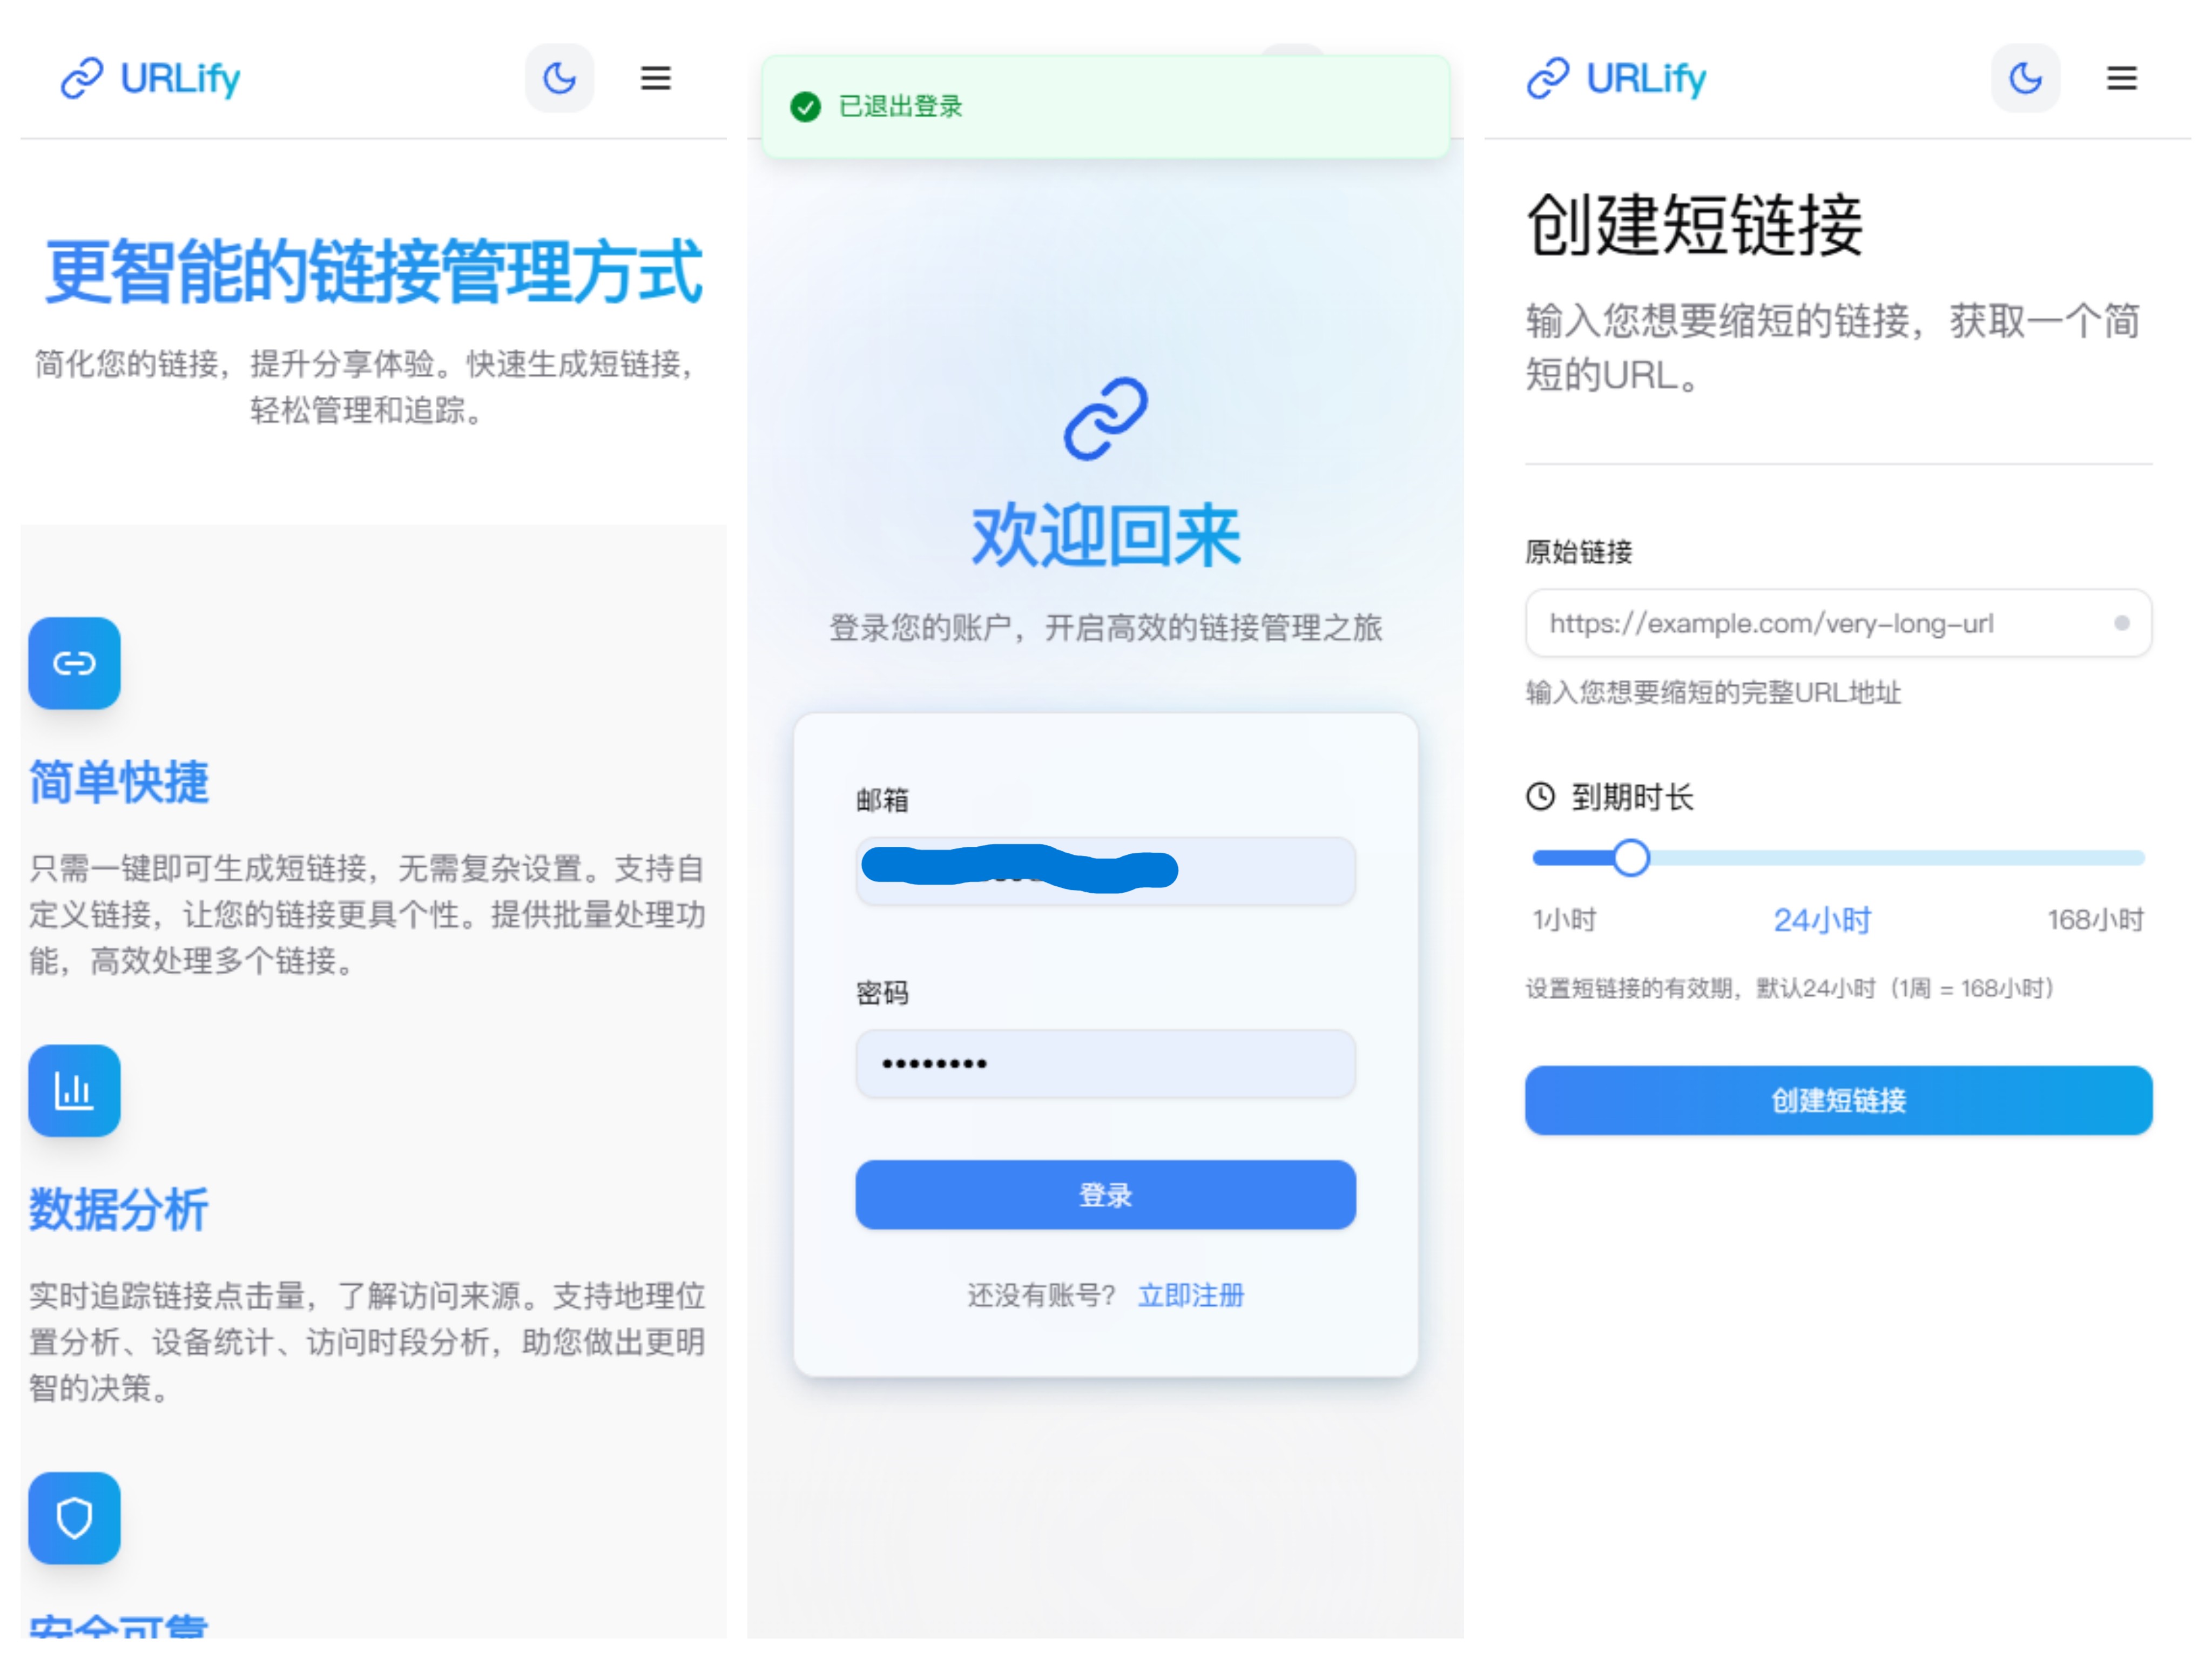 URLify
更智能的链接管理方式
简化您的链接，提升分享体验。快速生成短链接，
轻松管理和追踪。
简单快捷
只需一键即可生成短链接，无需复杂设置。支持自
定义链接，让您的链接更具个性。提供批量处理功
能，高效处理多个链接。
数据分析
实时追踪链接点击量，了解访问来源。支持地理位
置分析、设备统计、访问时段分析，助您做出更明
智的决策。
安全可靠
已退出登录
欢迎回来
登录您的账户，开启高效的链接管理之旅
邮箱
密码
••••••••
登录
还没有账号？ 立即注册
URLify
创建短链接
输入您想要缩短的链接，获取一个简
短的URL。
原始链接
https://example.com/very-long-url
输入您想要缩短的完整URL地址
到期时长
1小时 24小时 168小时
设置短链接的有效期，默认24小时（1周 = 168小时）
创建短链接